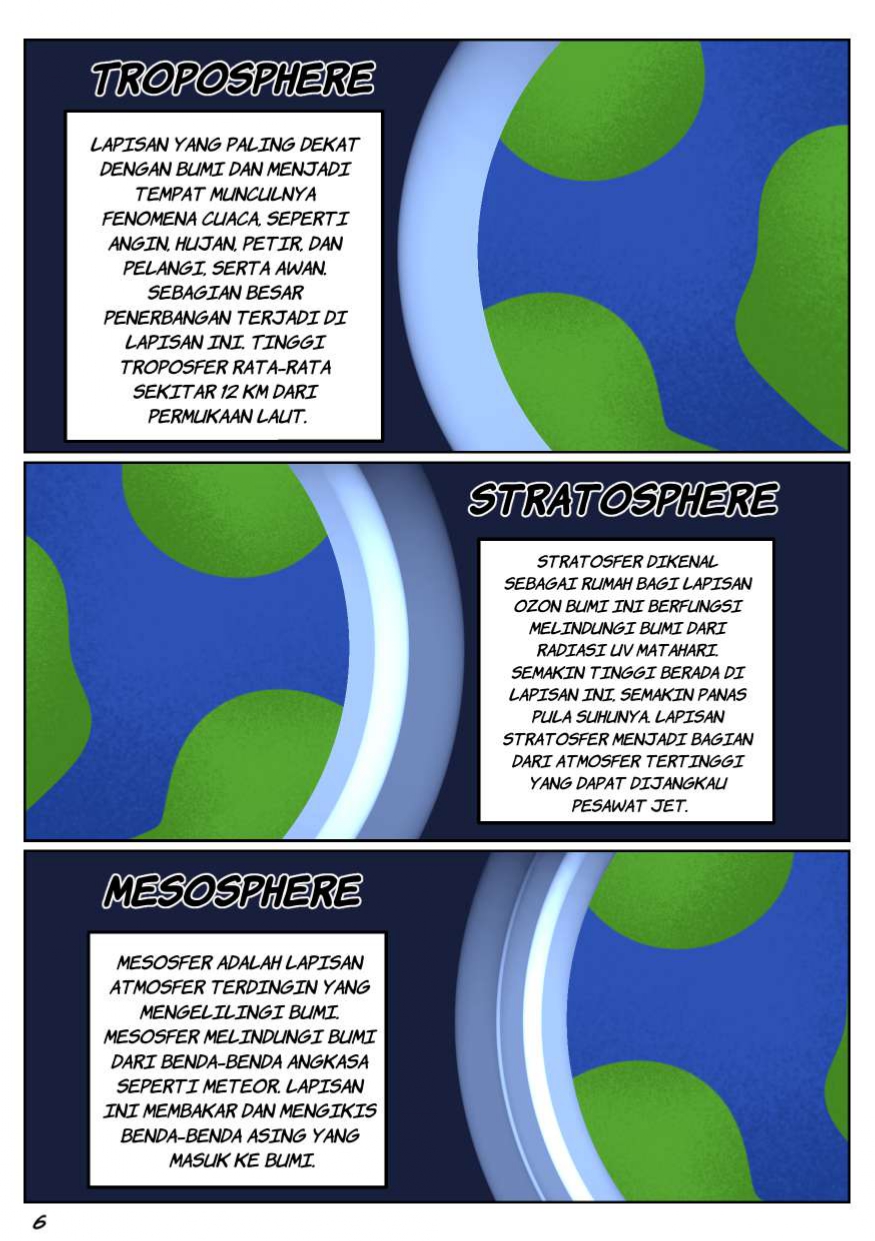 TROPOSPHERE
LAPISAN YANG PALING DEKAT
DENGAN BUMI DAN MENJADI
TEMPAT MUNCULNYA
FENOMENA CUACA, SEPERTI
ANGIN, HUJAN, PETIR, DAN
PELANGI, SERTA AWAN.
SEBAGIAN BESAR
PENERBANGAN TERJADI DI
LAPISAN INI. TINGGI
TROPOSFER RATA-RATA
SEKITAR 12 KM DARI
PERMUKAAN LAUT.
STRATOSPHERE
STRATOSFER DIKENAL
SEBAGAI RUMAH BAGI LAPISAN
OZON BUMI INI BERFUNGSI
MELINDUNGI BUMI DARI
RADIASI UV MATAHARI.
SEMAKIN TINGGI BERADA DI
LAPISAN INI, SEMAKIN PANAS
PULA SUHUNYA. LAPISAN
STRATOSFER MENJADI BAGIAN
DARI ATMOSFER TERTINGGI
YANG DAPAT DIJANGKAU
PESAWAT JET.
MESOSPHERE
MESOSFER ADALAH LAPISAN
ATMOSFER TERDINGIN YANG
MENGELILINGI BUMI.
MESOSFER MELINDUNGI BUMI
DARI BENDA-BENDA ANGKASA
SEPERTI METEOR. LAPISAN
INI MEMBAKAR DAN MENGIKIS
BENDA-BENDA ASING YANG
MASUK KE BUMI.
6